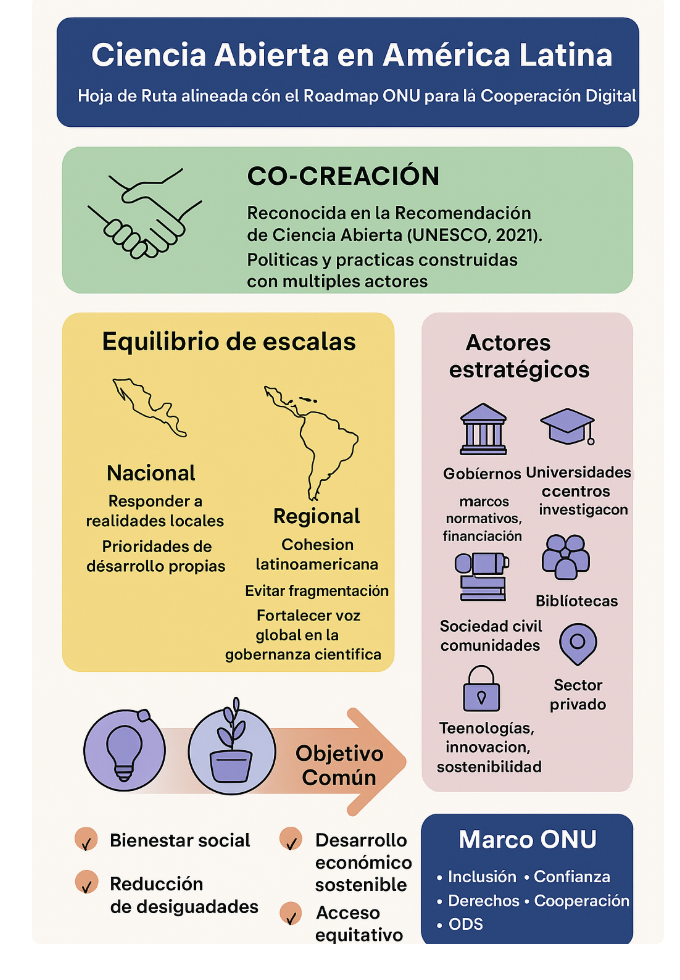 Ciencia Abierta en América Latina
Hoja de Ruta alineada cón el Roadmap ONU para lá Cooperación Digital
CO-CREACIÓN
Reconocida en la Recomendación
de Ciencia Abierta (UNESCO, 2021).
Politicas y practicas construidas
con multiples actores
Equilibrio de escalas
Nacional
Responder a
realidades locales
Prioridades de
désarrollo propias
Regional
Cohesion
latinoamericana
Evitar fragmentación
Fortalecer voz
global en la
gobernanza cientifica
Actores
estratégicos
Gobíernos
marcos
normativos,
financiación
Universidades
ccentros
investigacon
Bibliotecas
Sociedad civil
comunidades
Sector
privado
Teenologías,
innovacion,
sostenibilidad
Objetivo
Común
Bienestar social
Reducción
de desiguadades
Desarrollo
económico
sostenible
Acceso
equitativo
Marco ONU
• Inclusión • Confianza
• Derechos • Cooperación
• ODS